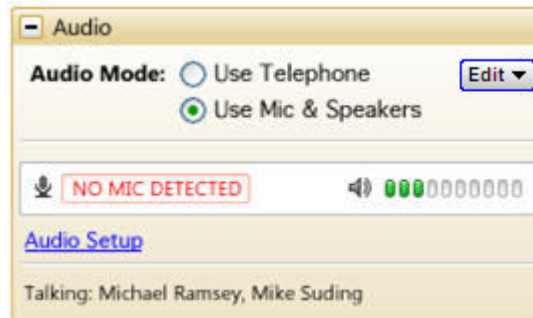 Audio
Audio Mode: Use Telephone Edit
Use Mic & Speakers
NO MIC DETECTED
Audio Setup
Talking: Michael Ramsey, Mike Suding